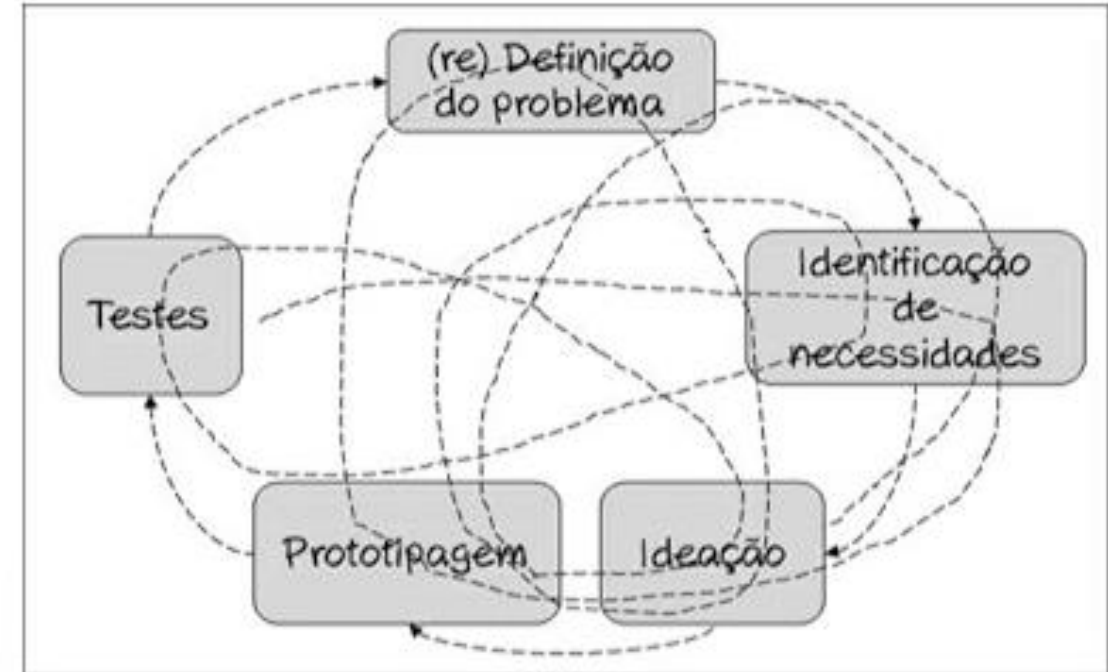 (re) Definição
do problema
Identificação
de
necessidades
Testes
Prototipagem
Ideação